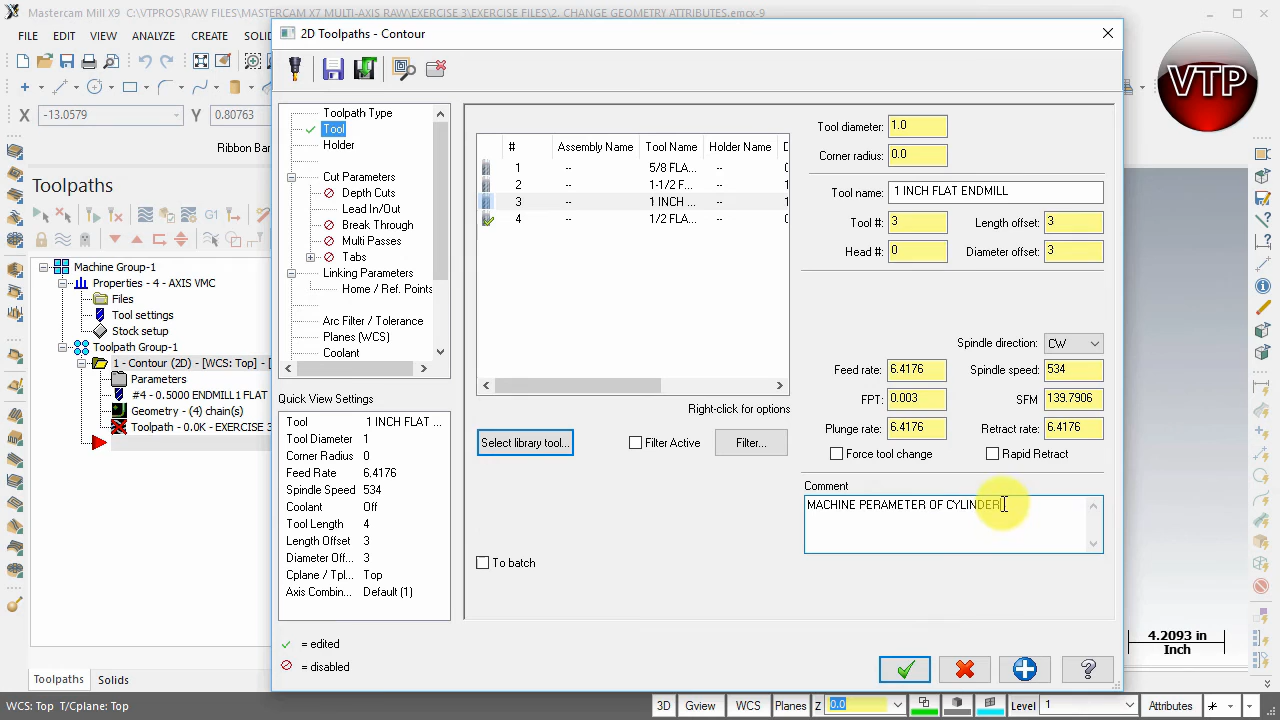 Mastercam Mill X9 C:\VTPROS\RAW FILES\MASTERCAM X7 MULTI-AXIS RAW\EXERCISE 3\EXERCISE FILES\2. CHANGE GEOMETRY ATTRIBUTES.emcx-9
FILE EDIT VIEW ANALYZE CREATE SOLI
X -13.0579 Y 0.80763
Ribbon Bar
Toolpaths
G1
Machine Group-1
Properties - 4 - AXIS VMC
Files
Tool settings
Stock setup
Toolpath Group-1
1 - Contour (2D) - [WCS: Top] - [
Parameters
#4 - 0.5000 ENDMILL1 FLAT
Geometry - (4) chain(s)
Toolpath - 0.0K - EXERCISE 3
Toolpaths Solids
2D Toolpaths - Contour
Toolpath Type
Tool
Holder
Cut Parameters
Depth Cuts
Lead In/Out
Break Through
Multi Passes
Tabs
Linking Parameters
Home / Ref. Points
Arc Filter / Tolerance
Planes (WCS)
Coolant
Quick View Settings
Tool 1 INCH FLAT ...
Tool Diameter 1
Corner Radius 0
Feed Rate 6.4176
Spindle Speed 534
Coolant Off
Tool Length 4
Length Offset 3
Diameter Off... 3
Cplane / Tpl... Top
Axis Combin... Default (1)
= edited
= disabled
# Assembly Name Tool Name Holder Name D
1 -- 5/8 FLA... -- 0
2 -- 1-1/2 F... -- 1
3 -- 1 INCH ... -- 1
4 -- 1/2 FLA... -- 0
Right-click for options
Select library tool... Filter Active Filter...
To batch
Tool diameter: 1.0
Corner radius: 0.0
Tool name: 1 INCH FLAT ENDMILL
Tool #: 3 Length offset: 3
Head #: 0 Diameter offset: 3
Spindle direction: CW
Feed rate: 6.4176 Spindle speed: 534
FPT: 0.003 SFM 139.7906
Plunge rate: 6.4176 Retract rate: 6.4176
Force tool change Rapid Retract
Comment
MACHINE PERAMETER OF CYLINDER
VTP
4.2093 in
Inch
WCS: Top T/Cplane: Top 3D Gview WCS Planes Z 0.0 Level 1 Attributes